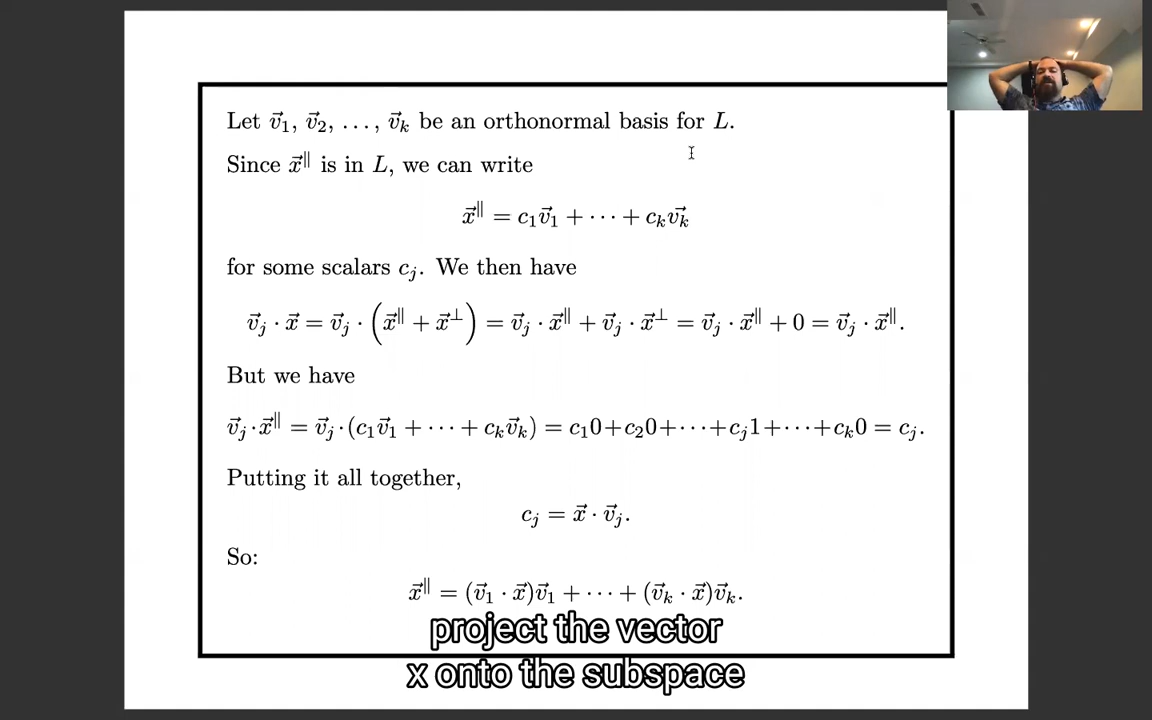 Let v⃗₁, v⃗₂, ..., v⃗ₖ be an orthonormal basis for L.
Since x⃗^∥ is in L, we can write
x⃗^∥ = c₁v⃗₁ + ··· + cₖv⃗ₖ
for some scalars cⱼ. We then have
v⃗ⱼ · x⃗ = v⃗ⱼ · (x⃗^∥ + x⃗^⊥) = v⃗ⱼ · x⃗^∥ + v⃗ⱼ · x⃗^⊥ = v⃗ⱼ · x⃗^∥ + 0 = v⃗ⱼ · x⃗^∥.
But we have
v⃗ⱼ·x⃗^∥ = v⃗ⱼ·(c₁v⃗₁ + ··· + cₖv⃗ₖ) = c₁0+c₂0+···+cⱼ1+···+cₖ0 = cⱼ.
Putting it all together,
cⱼ = x⃗ · v⃗ⱼ.
So:
x⃗^∥ = (v⃗₁ · x⃗)v⃗₁ + ··· + (v⃗ₖ · x⃗)v⃗ₖ.
project the vector
x onto the subspace